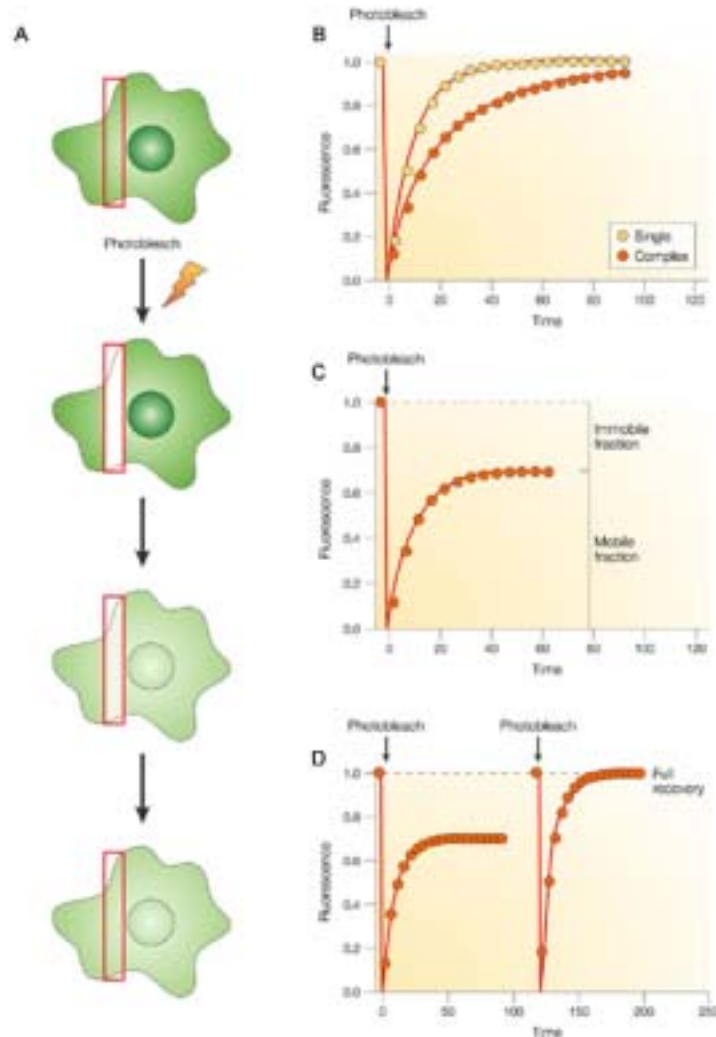 A
Photobleach
Photobleach
B
1.0
0.8
0.6
0.4
0.2
0
Fluorescence
Single
Complex
0 20 40 60 80 100 120
Time
Photobleach
C
1.0
0.8
0.6
0.4
0.2
0.0
Fluorescence
Immobile
fraction
Mobile
fraction
0 20 40 60 80 100 120
Time
Photobleach
Photobleach
D
1.0
0.8
0.6
0.4
0.2
0.0
Fluorescence
Full
recovery
0 50 100 150 200 250
Time